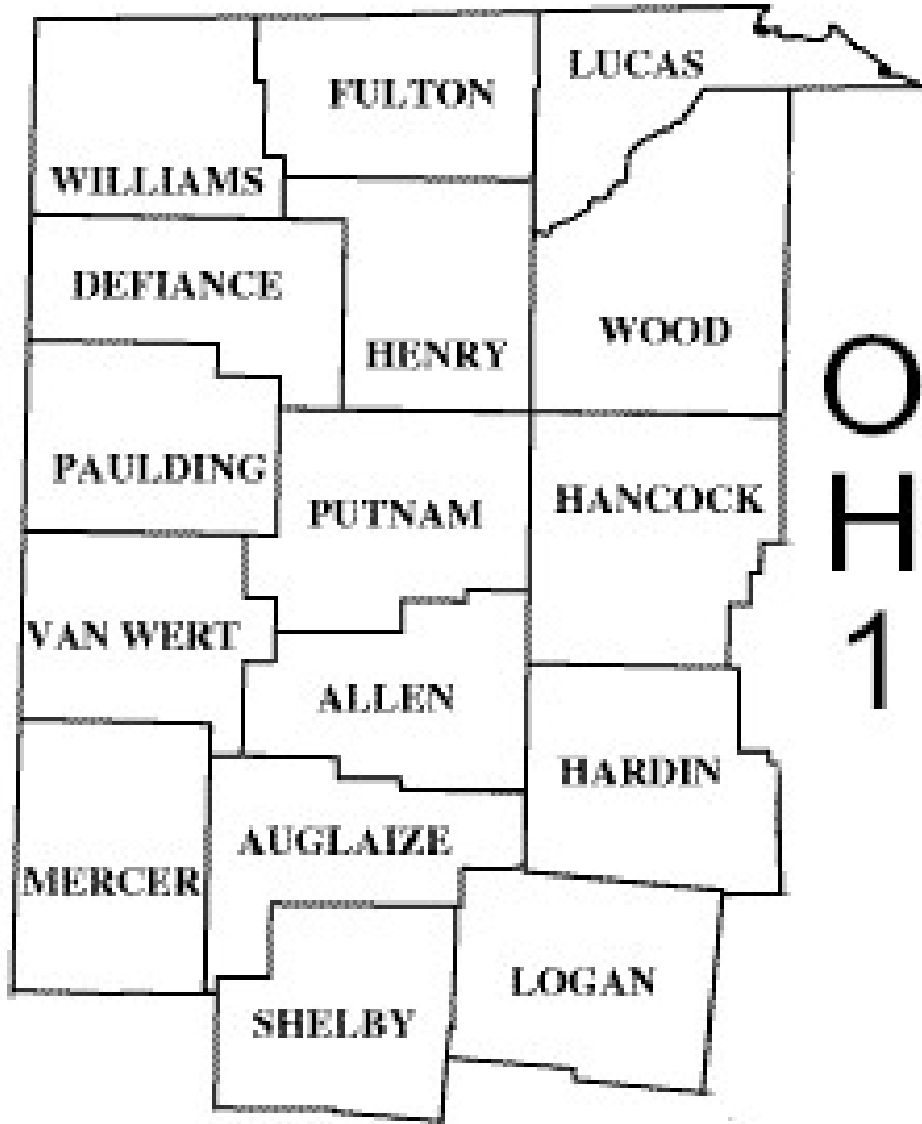 LUCAS
FULTON
WILLIAMS
DEFIANCE
WOOD
HENRY
O
H
1
PAULDING
HANCOCK
PUTNAM
VAN WERT
ALLEN
HARDIN
AUGLAIZE
MERCER
LOGAN
SHELBY